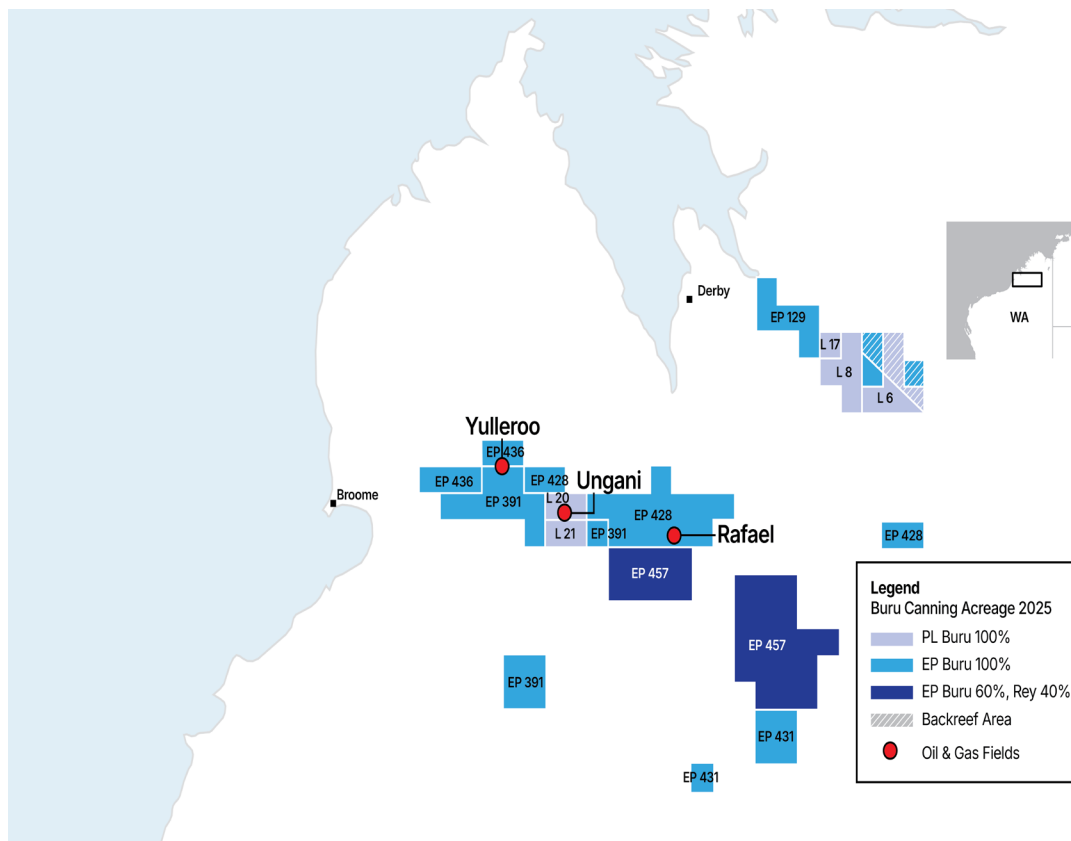 Derby
EP 129
L 17
WA
L 8
L 6
Yulleroo
EP 436
EP 436
EP 428
Ungani
L 20
Broome
EP 391
EP 428
L 21
EP 391
Rafael
EP 428
EP 457
Legend
Buru Canning Acreage 2025
PL Buru 100%
EP Buru 100%
EP Buru 60%, Rey 40%
Backreef Area
Oil & Gas Fields
EP 457
EP 391
EP 431
EP 431